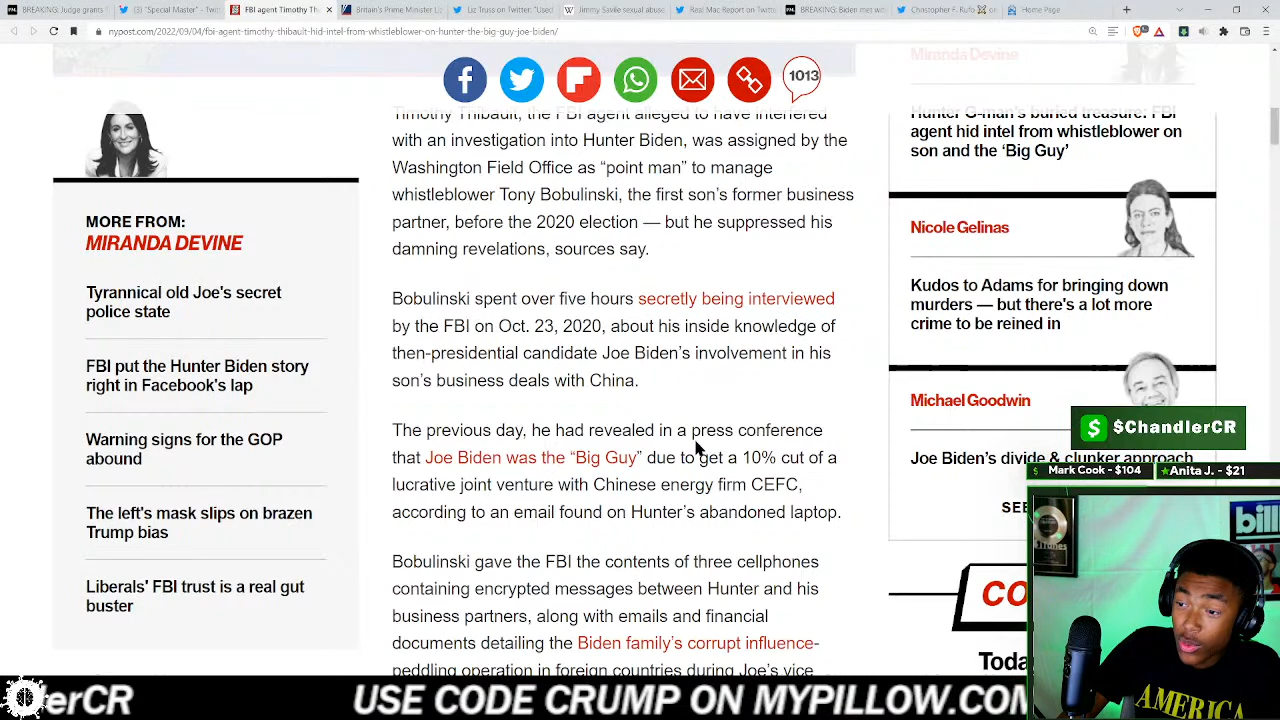 BREAKING: Judge grants
(3) "Special Master" - Twit
FBI agent Timothy Th
Britain's Prime Minister Lo
Liz Truss on Twitter: "Used
Jimmy Savile sexual abuse
Real Mac Report on Twitte
BREAKING: Biden met wit
Christopher F. Rufo on
Home Page
nypost.com/2022/09/04/fbi-agent-timothy-thibault-hid-intel-from-whistleblower-on-hunter-the-big-guy-joe-biden/
1013
MORE FROM:
MIRANDA DEVINE
Tyrannical old Joe's secret
police state
FBI put the Hunter Biden story
right in Facebook's lap
Warning signs for the GOP
abound
The left's mask slips on brazen
Trump bias
Liberals' FBI trust is a real gut
buster
Timothy Thibault, the FBI agent alleged to have interfered
with an investigation into Hunter Biden, was assigned by the
Washington Field Office as “point man” to manage
whistleblower Tony Bobulinski, the first son’s former business
partner, before the 2020 election — but he suppressed his
damning revelations, sources say.
Bobulinski spent over five hours secretly being interviewed
by the FBI on Oct. 23, 2020, about his inside knowledge of
then-presidential candidate Joe Biden’s involvement in his
son’s business deals with China.
The previous day, he had revealed in a press conference
that Joe Biden was the “Big Guy” due to get a 10% cut of a
lucrative joint venture with Chinese energy firm CEFC,
according to an email found on Hunter’s abandoned laptop.
Bobulinski gave the FBI the contents of three cellphones
containing encrypted messages between Hunter and his
business partners, along with emails and financial
documents detailing the Biden family’s corrupt influence-
peddling operation in foreign countries during Joe’s vice
Miranda Devine
Hunter G-man's buried treasure: FBI
agent hid intel from whistleblower on
son and the ‘Big Guy’
Nicole Gelinas
Kudos to Adams for bringing down
murders — but there's a lot more
crime to be reined in
Michael Goodwin
Joe Biden's divide & clunker approach
SEE
CO
Toda
$ChandlerCR
Mark Cook - $104
Anita J. - $21
bill
AMERICA
lerCR
USE CODE CRUMP ON MYPILLOW.COM